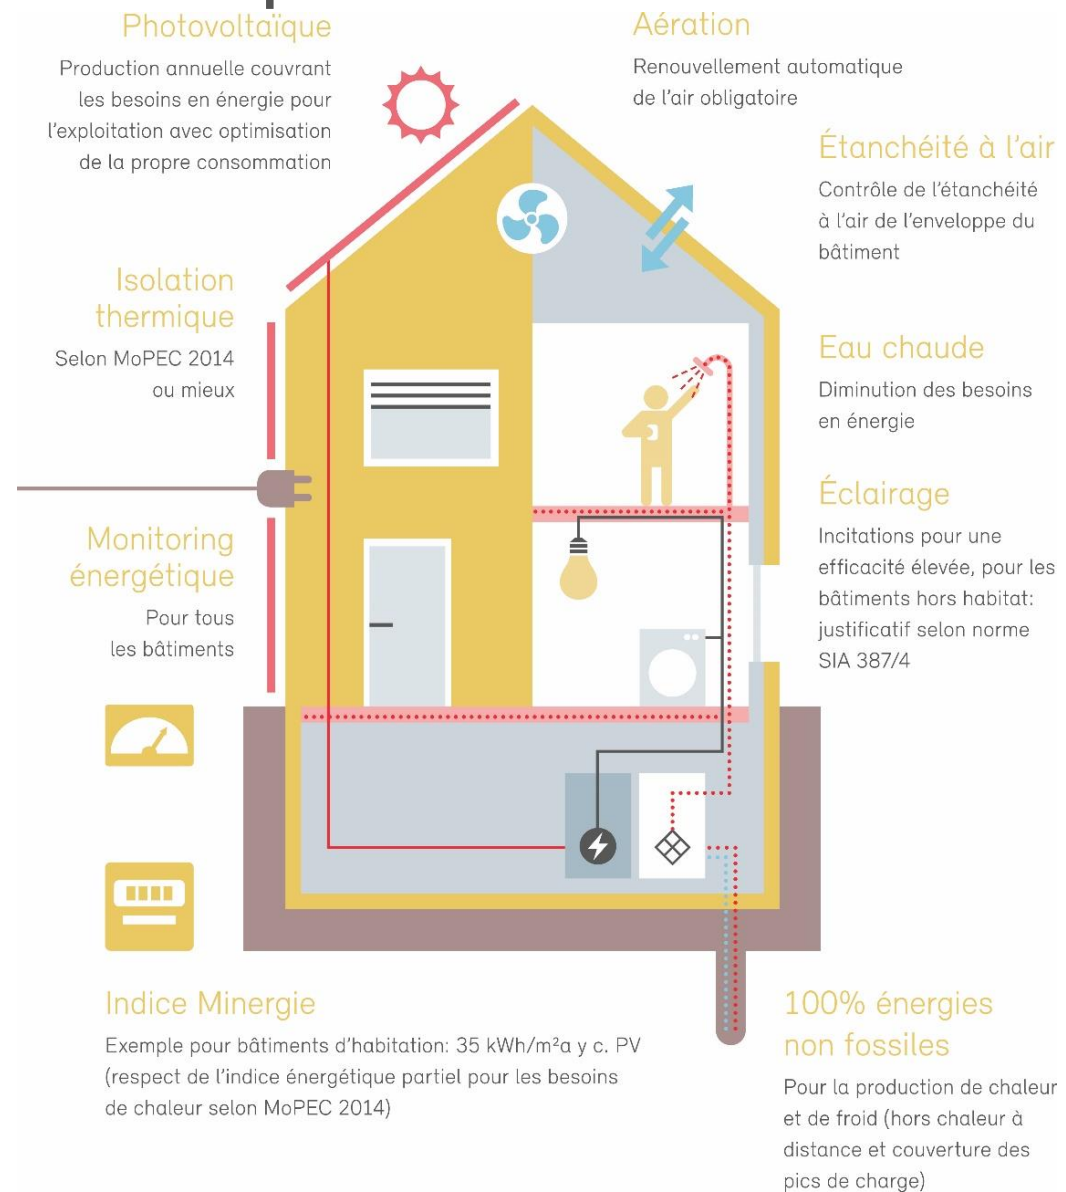 Photovoltaïque
Production annuelle couvrant
les besoins en énergie pour
l'exploitation avec optimisation
de la propre consommation
Aération
Renouvellement automatique
de l'air obligatoire
Étanchéité à l'air
Contrôle de l'étanchéité
à l'air de l'enveloppe du
bâtiment
Isolation
thermique
Selon MoPEC 2014
ou mieux
Eau chaude
Diminution des besoins
en énergie
Éclairage
Incitations pour une
efficacité élevée, pour les
bâtiments hors habitat:
justificatif selon norme
SIA 387/4
Monitoring
énergétique
Pour tous
les bâtiments
Indice Minergie
Exemple pour bâtiments d'habitation: 35 kWh/m²a y c. PV
(respect de l'indice énergétique partiel pour les besoins
de chaleur selon MoPEC 2014)
100% énergies
non fossiles
Pour la production de chaleur
et de froid (hors chaleur à
distance et couverture des
pics de charge)